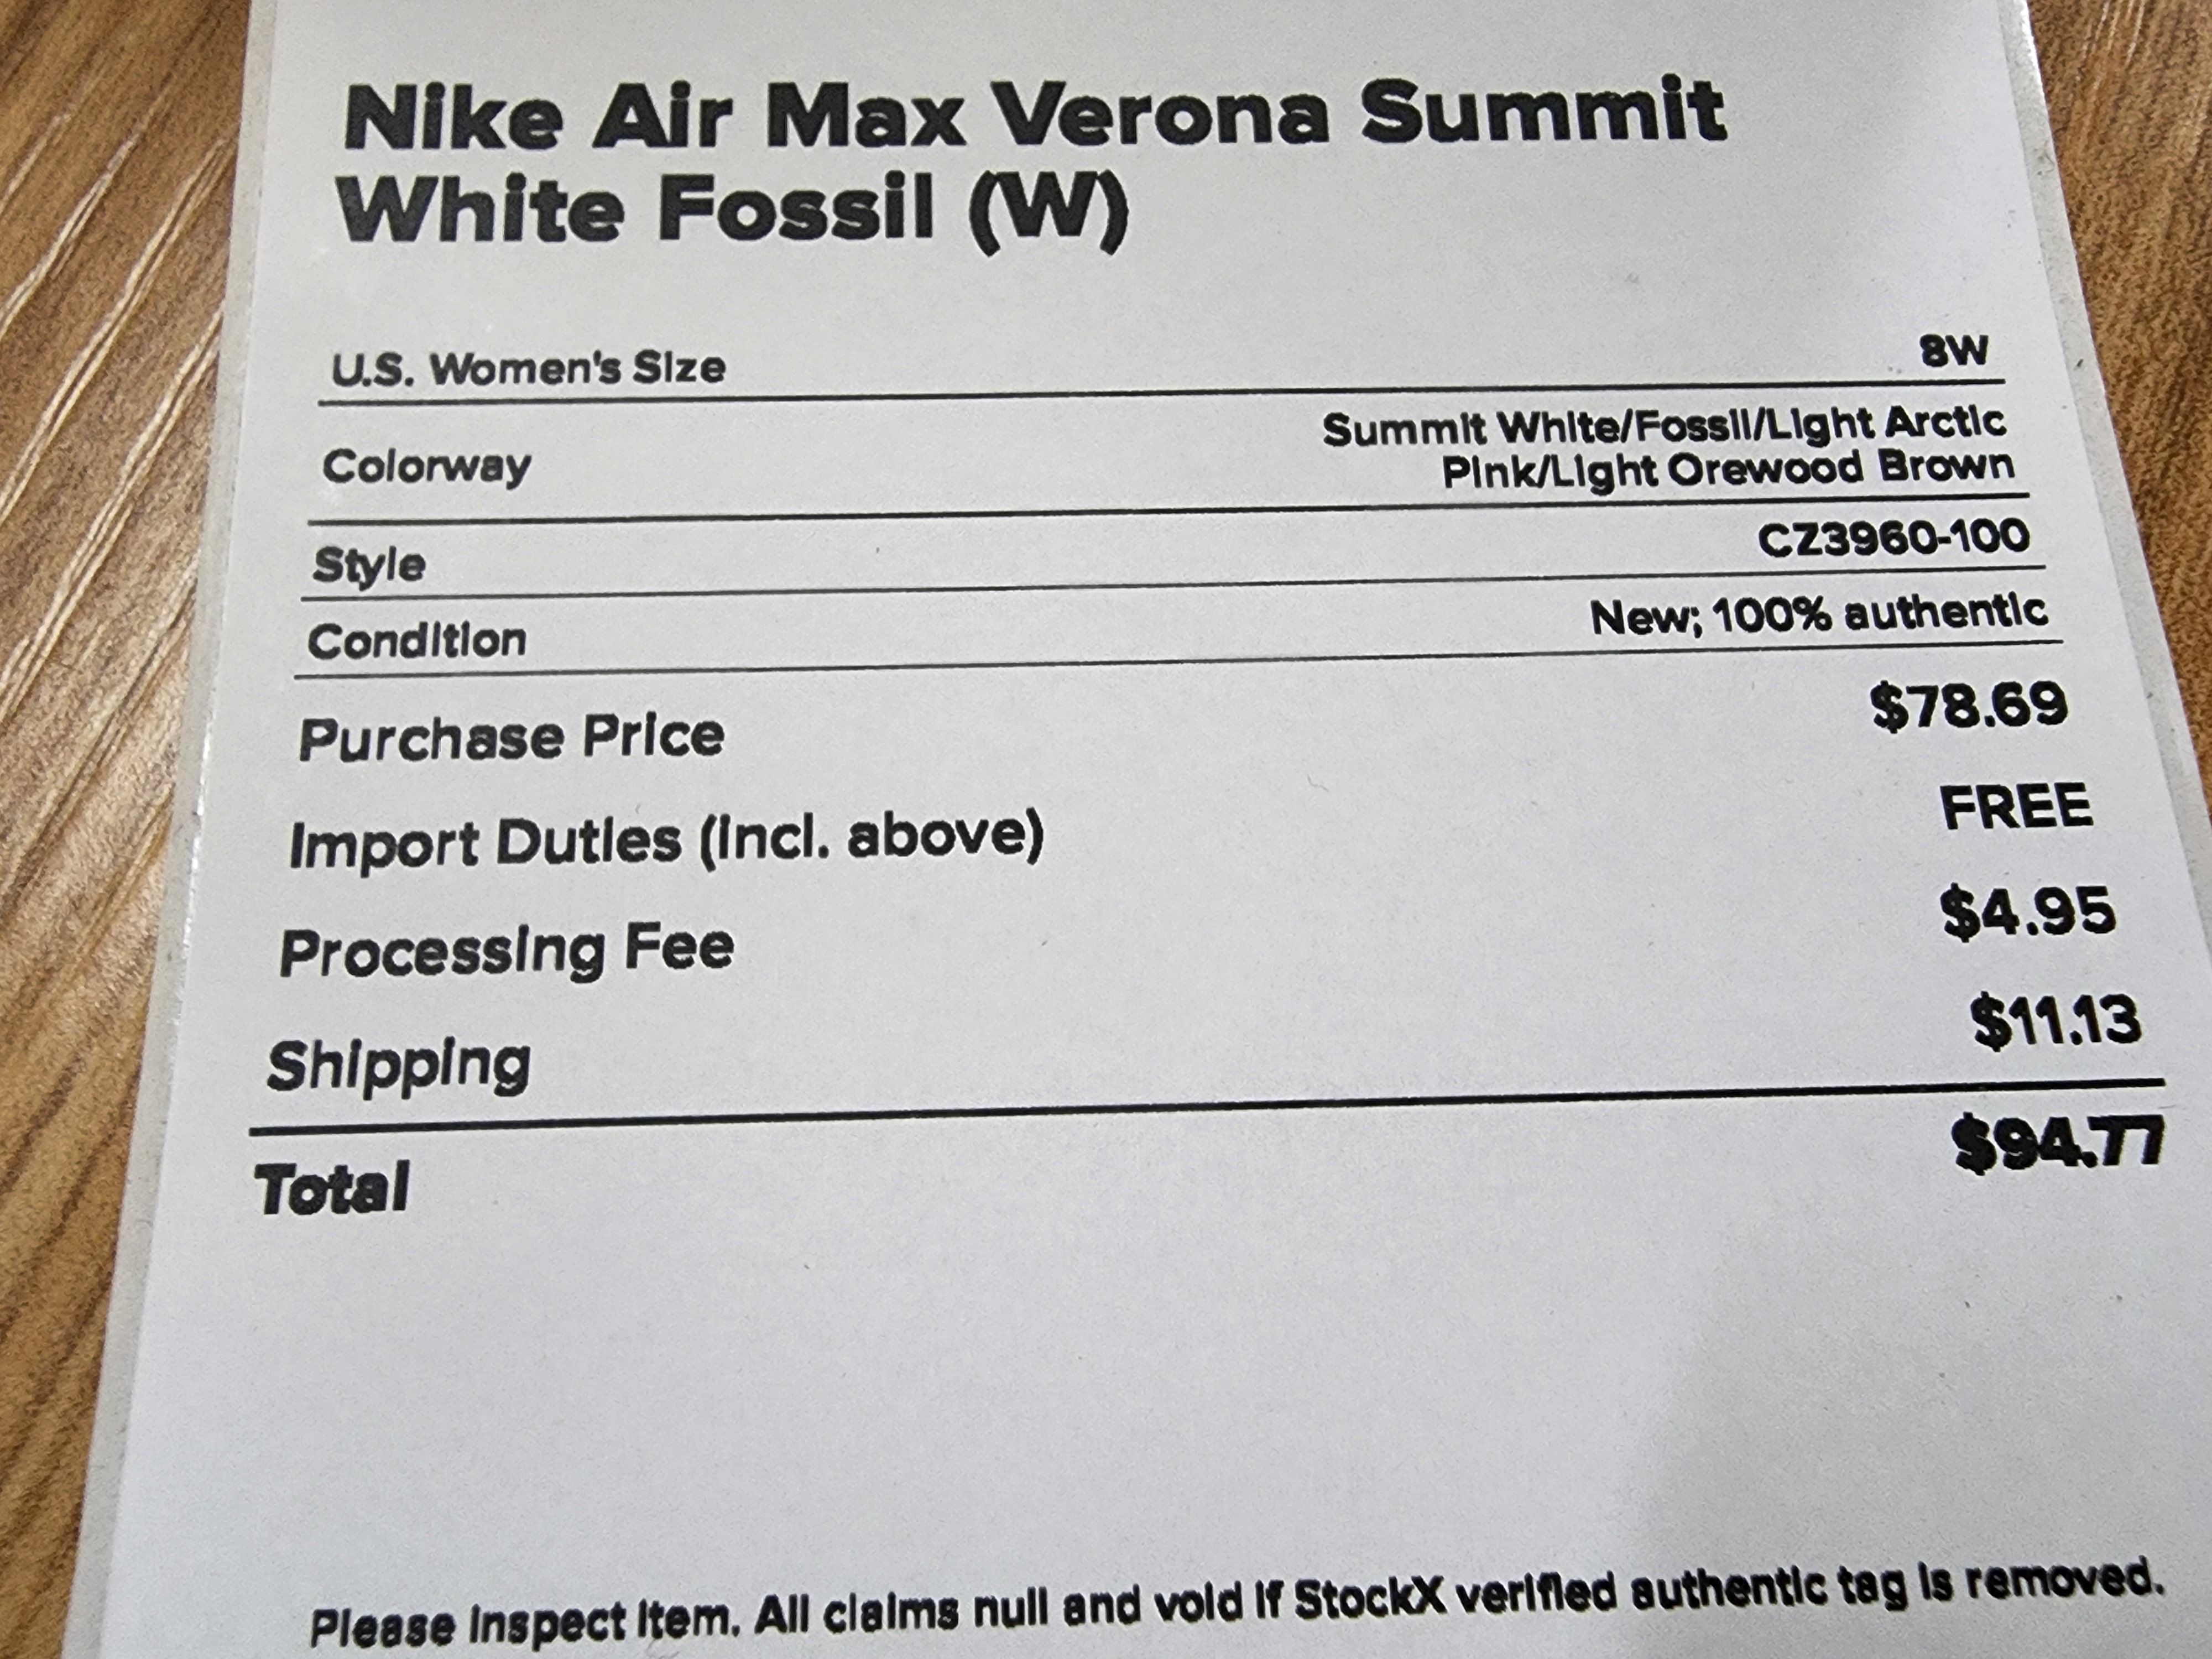 Nike Air Max Verona Summit
White Fossil (W)
U.S. Women's Size 8W
Colorway Summit White/Fossil/Light Arctic
Pink/Light Orewood Brown
Style CZ3960-100
Condition New; 100% authentic
Purchase Price $78.69
Import Duties (Incl. above) FREE
Processing Fee $4.95
Shipping $11.13
Total $94.77
Please inspect item. All claims null and void if StockX verified authentic tag is removed.